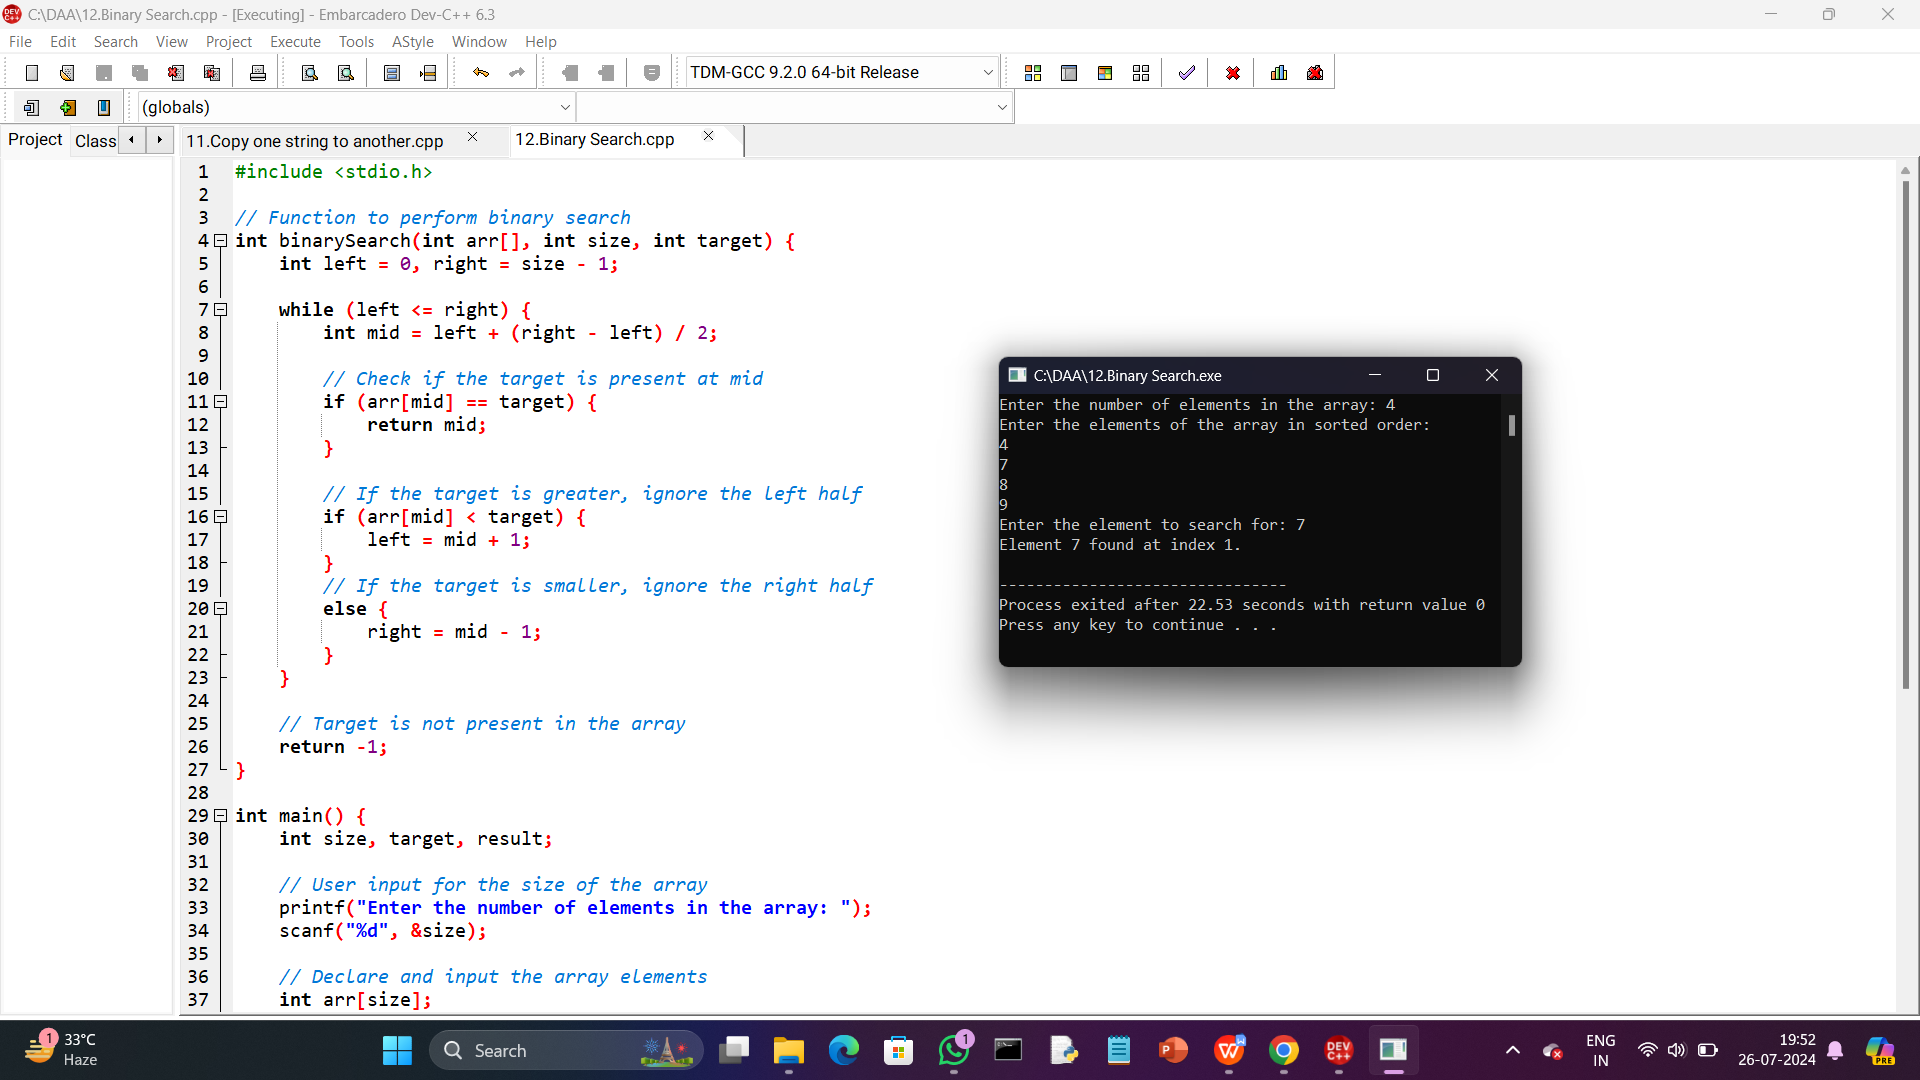 C:\DAA\12.Binary Search.cpp - [Executing] - Embarcadero Dev-C++ 6.3
File Edit Search View Project Execute Tools AStyle Window Help
TDM-GCC 9.2.0 64-bit Release
(globals)
Project Class
11.Copy one string to another.cpp
12.Binary Search.cpp
1 #include <stdio.h>
2
3 // Function to perform binary search
4 int binarySearch(int arr[], int size, int target) {
5 int left = 0, right = size - 1;
6
7 while (left <= right) {
8 int mid = left + (right - left) / 2;
9
10 // Check if the target is present at mid
11 if (arr[mid] == target) {
12 return mid;
13 }
14
15 // If the target is greater, ignore the left half
16 if (arr[mid] < target) {
17 left = mid + 1;
18 }
19 // If the target is smaller, ignore the right half
20 else {
21 right = mid - 1;
22 }
23 }
24
25 // Target is not present in the array
26 return -1;
27 }
28
29 int main() {
30 int size, target, result;
31
32 // User input for the size of the array
33 printf("Enter the number of elements in the array: ");
34 scanf("%d", &size);
35
36 // Declare and input the array elements
37 int arr[size];
C:\DAA\12.Binary Search.exe
Enter the number of elements in the array: 4
Enter the elements of the array in sorted order:
4
7
8
9
Enter the element to search for: 7
Element 7 found at index 1.
--------------------------------
Process exited after 22.53 seconds with return value 0
Press any key to continue . . .
1
33°C
Haze
Search
1
DEV C++
ENG
IN
19:52
26-07-2024
PRE